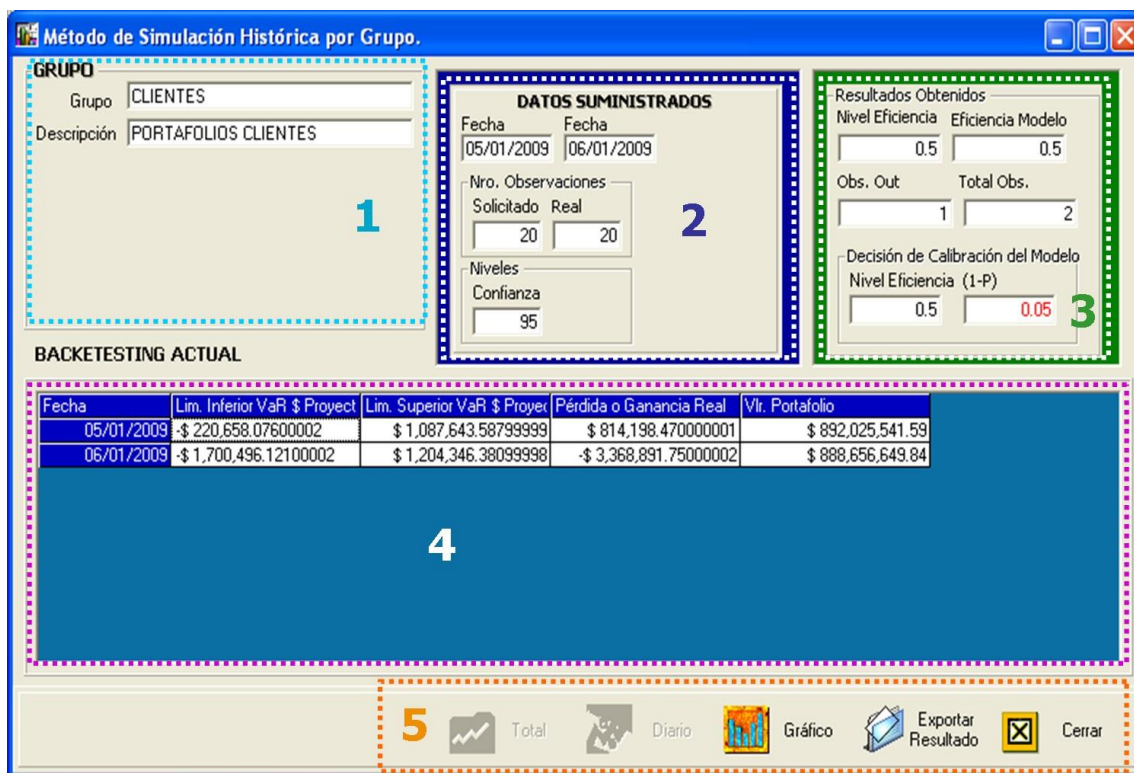 Método de Simulación Histórica por Grupo.
GRUPO
Grupo CLIENTES
Descripción PORTAFOLIOS CLIENTES
1
DATOS SUMINISTRADOS
Fecha Fecha
05/01/2009 06/01/2009
Nro. Observaciones
Solicitado Real
20 20
Niveles
Confianza
95
2
Resultados Obtenidos
Nivel Eficiencia Eficiencia Modelo
0.5 0.5
Obs. Out Total Obs.
1 2
Decisión de Calibración del Modelo
Nivel Eficiencia (1-P)
0.5 0.05
3
BACKETESTING ACTUAL
Fecha Lim. Inferior VaR $ Proyect Lim. Superior VaR $ Proyec Pérdida o Ganancia Real Vlr. Portafolio
05/01/2009 -$ 220,658.07600002 $ 1,087,643.58799999 $ 814,198.470000001 $ 892,025,541.59
06/01/2009 -$ 1,700,496.12100002 $ 1,204,346.38099998 -$ 3,368,891.75000002 $ 888,656,649.84
4
5 Total Diario Gráfico Exportar Resultado Cerrar